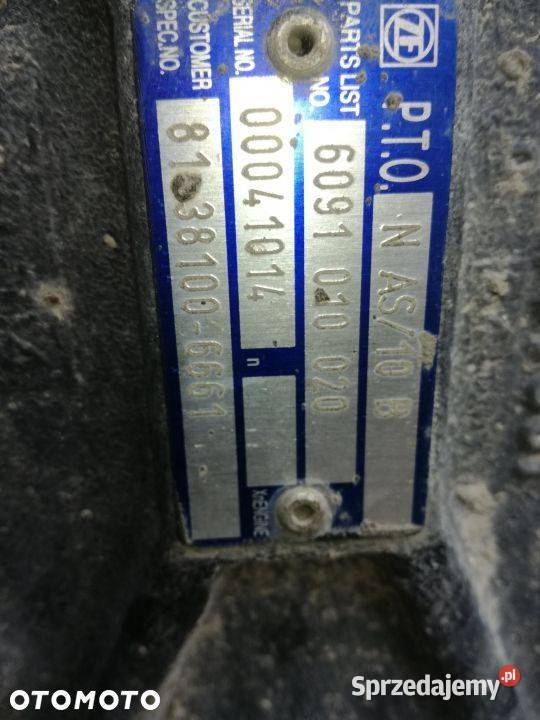 ZF P.T.O. N AS/10 B
PARTS LIST NO. 6091 010 020
SERIAL NO. 00041014 n xnENGINE
CUSTOMER SPEC.NO. 81.38100-6661
OTOMOTO
Sprzedajemy.pl